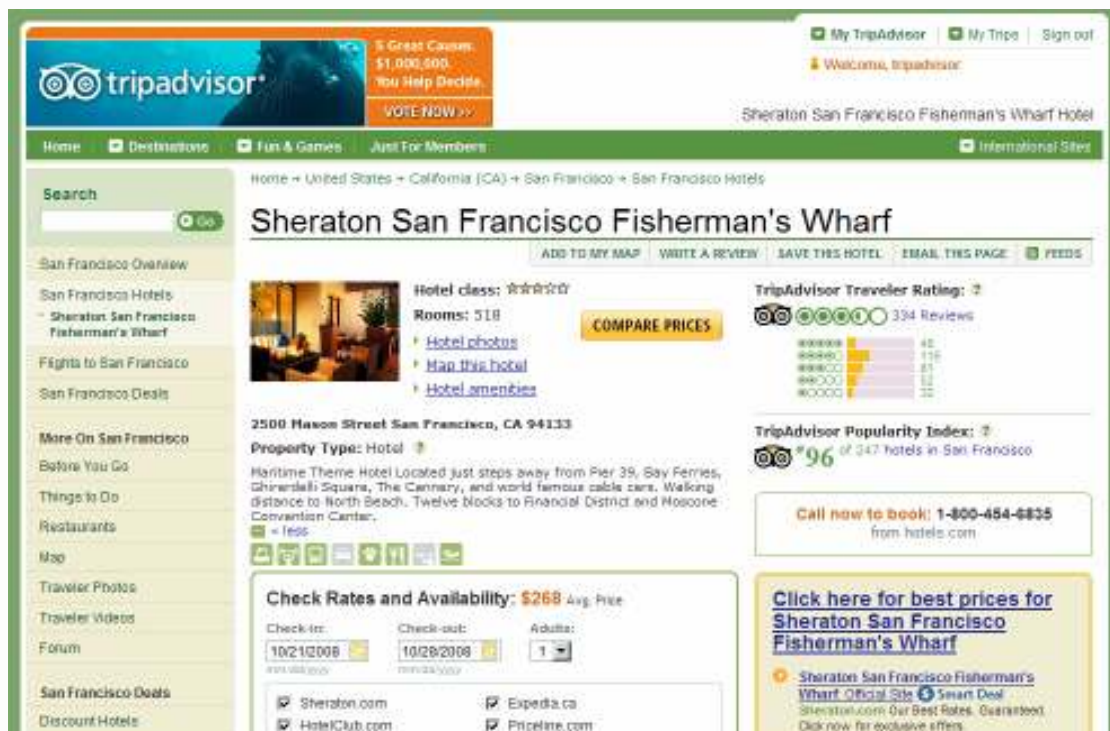 My TripAdvisor
My Trips
Sign out
Welcome, tripadvisor
tripadvisor
5 Great Causes.
$1,000,000.
You Help Decide.
VOTE NOW >>
Sheraton San Francisco Fisherman's Wharf Hotel
Home
Destinations
Fun & Games
Just For Members
International Sites
Home → United States → California (CA) → San Francisco → San Francisco Hotels
Search
Go
Sheraton San Francisco Fisherman's Wharf
ADD TO MY MAP
WRITE A REVIEW
SAVE THIS HOTEL
EMAIL THIS PAGE
FEEDS
San Francisco Overview
San Francisco Hotels
Sheraton San Francisco
Fisherman's Wharf
Flights to San Francisco
San Francisco Deals
More On San Francisco
Before You Go
Things to Do
Restaurants
Map
Traveler Photos
Traveler Videos
Forum
San Francisco Deals
Discount Hotels
Hotel class:
Rooms: 518
Hotel photos
Map this hotel
Hotel amenities
COMPARE PRICES
2500 Mason Street San Francisco, CA 94133
Property Type: Hotel ?
Maritime Theme Hotel Located just steps away from Pier 39, Bay Ferries,
Ghirardelli Square, The Cannery, and world famous cable cars. Walking
distance to North Beach. Twelve blocks to Financial District and Moscone
Convention Center.
« less
Check Rates and Availability: $268 Avg. Price
Check-in:
Check-out:
Adults:
10/21/2008
10/28/2008
1
mm/dd/yyyy
mm/dd/yyyy
Sheraton.com
Expedia.ca
HotelClub.com
Priceline.com
TripAdvisor Traveler Rating: ?
334 Reviews
TripAdvisor Popularity Index: ?
#96 of 247 hotels in San Francisco
Call now to book: 1-800-454-6835
from hotels.com
Click here for best prices for
Sheraton San Francisco
Fisherman's Wharf
Sheraton San Francisco Fisherman's
Wharf Official Site $ Smart Deal
Sheraton.com Our Best Rates. Guaranteed.
Click now for exclusive offers.